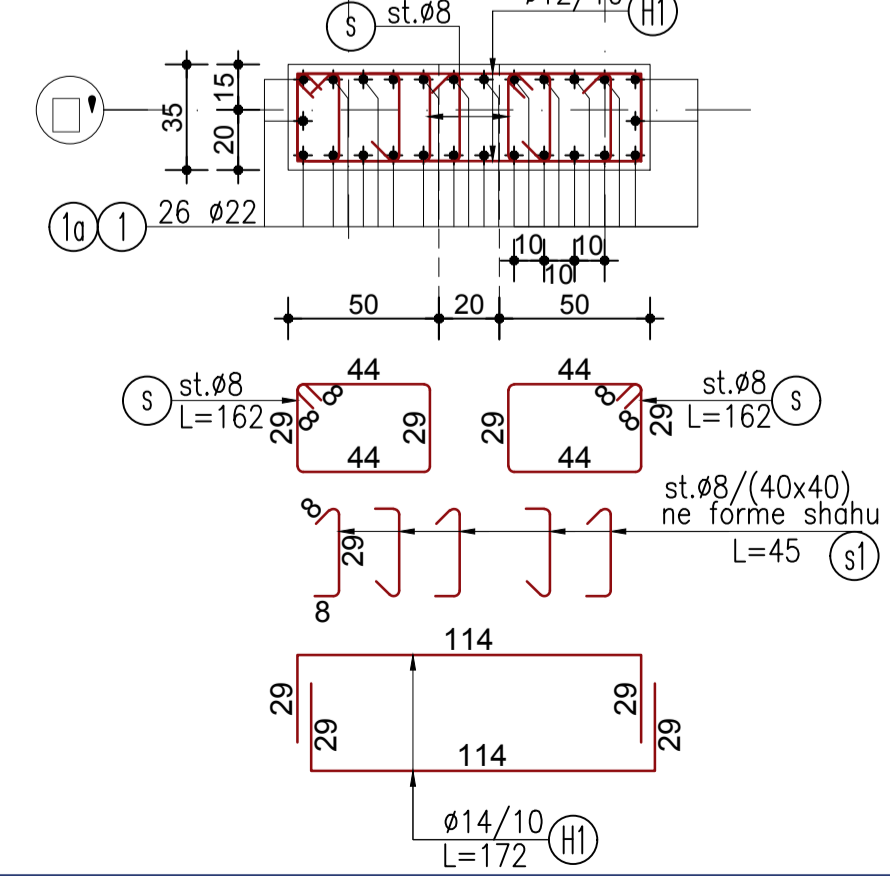 S st.ø8
H1
15
35
20
1a 1 26 ø22
10 10
10
50 20 50
44 44
S st.ø8 8 8 st.ø8 S
L=162 29 8 29 29 8 29 L=162
44 44
st.ø8/(40x40)
8 ne forme shahu
29 L=45 s1
8
114
29 29
29 29
114
ø14/10 H1
L=172